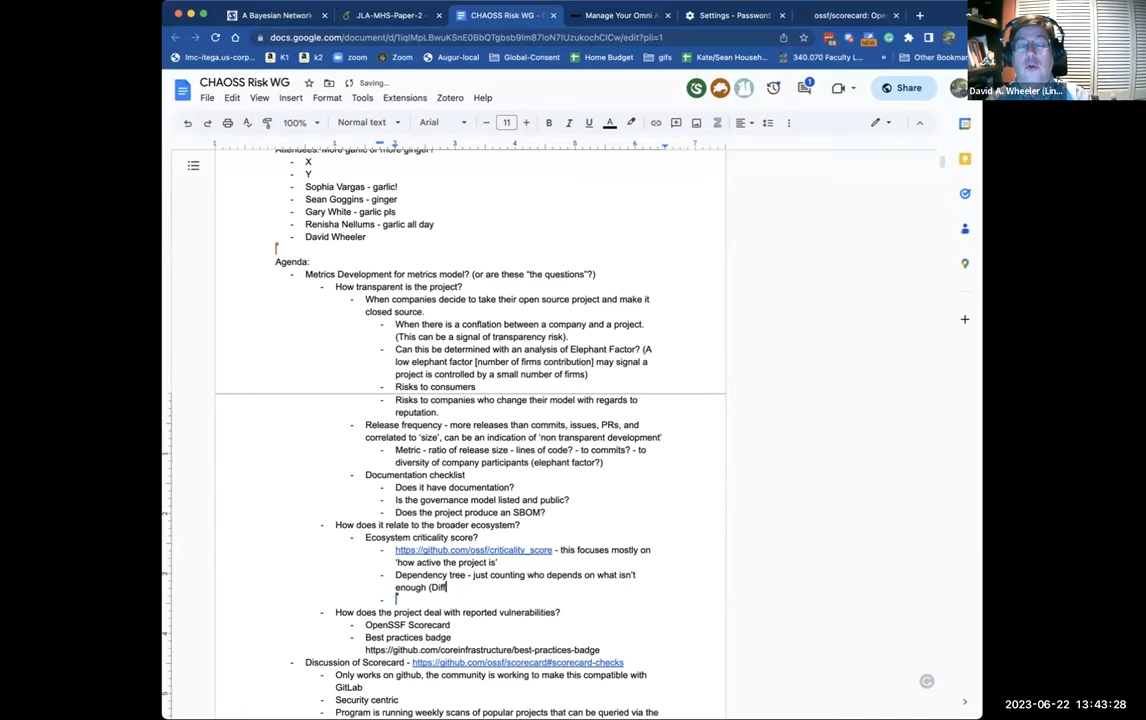 A Bayesian Network
JLA-MHS-Paper-2 -
CHAOSS Risk WG - G
Manage Your Omni A
Settings - Password
ossf/scorecard: Ope
docs.google.com/document/d/
lmc-itega.us-corp...
K1
k2
zoom
Zoom
Augur-local
Global-Consent
Home Budget
gifs
Kate/Sean Househ...
340.070 Faculty L...
Other Bookmar
CHAOSS Risk WG
Saving...
File Edit View Insert Format Tools Extensions Zotero Help
Share
David A. Wheeler (Lin...
100%
Normal text
Arial
11
Attendees: More garlic or more ginger?
- X
- Y
- Sophia Vargas - garlic!
- Sean Goggins - ginger
- Gary White - garlic pls
- Renisha Nellums - garlic all day
- David Wheeler
Agenda:
- Metrics Development for metrics model? (or are these "the questions"?)
- How transparent is the project?
- When companies decide to take their open source project and make it
closed source.
- When there is a conflation between a company and a project.
(This can be a signal of transparency risk).
- Can this be determined with an analysis of Elephant Factor? (A
low elephant factor [number of firms contribution] may signal a
project is controlled by a small number of firms)
- Risks to consumers
- Risks to companies who change their model with regards to
reputation.
- Release frequency - more releases than commits, issues, PRs, and
correlated to 'size', can be an indication of 'non transparent development'
- Metric - ratio of release size - lines of code? - to commits? - to
diversity of company participants (elephant factor?)
- Documentation checklist
- Does it have documentation?
- Is the governance model listed and public?
- Does the project produce an SBOM?
- How does it relate to the broader ecosystem?
- Ecosystem criticality score?
- https://github.com/ossf/criticality_score - this focuses mostly on
'how active the project is'
- Dependency tree - just counting who depends on what isn't
enough (Diff
-
- How does the project deal with reported vulnerabilities?
- OpenSSF Scorecard
- Best practices badge
https://github.com/coreinfrastructure/best-practices-badge
- Discussion of Scorecard - https://github.com/ossf/scorecard#scorecard-checks
- Only works on github, the community is working to make this compatible with
GitLab
- Security centric
- Program is running weekly scans of popular projects that can be queried via the
2023-06-22 13:43:28